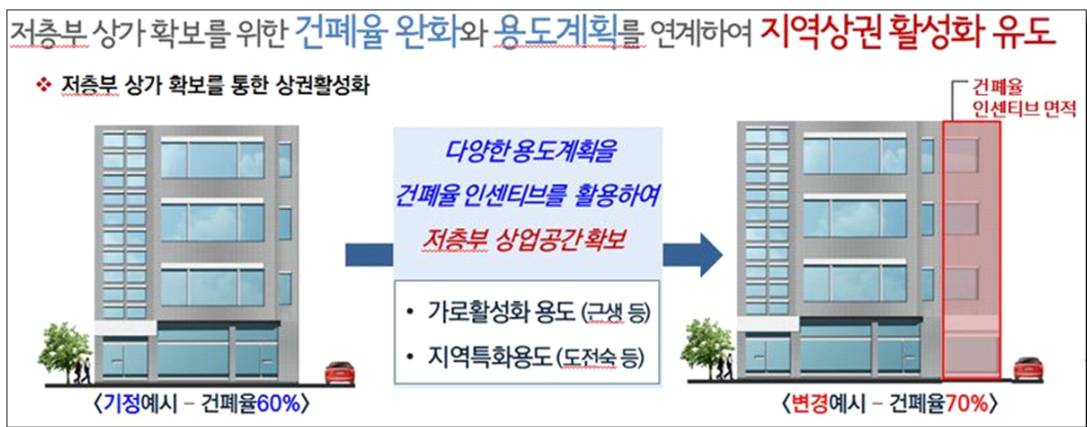 저층부 상가 확보를 위한 건폐율 완화와 용도계획를 연계하여 지역상권 활성화 유도
❖ 저층부 상가 확보를 통한 상권활성화
건폐율
인센티브 면적
다양한 용도계획을
건폐율 인센티브를 활용하여
저층부 상업공간 확보
• 가로활성화 용도 (근생 등)
• 지역특화용도 (도전숙 등)
<기정예시 – 건폐율60%>
<변경예시 – 건폐율70%>